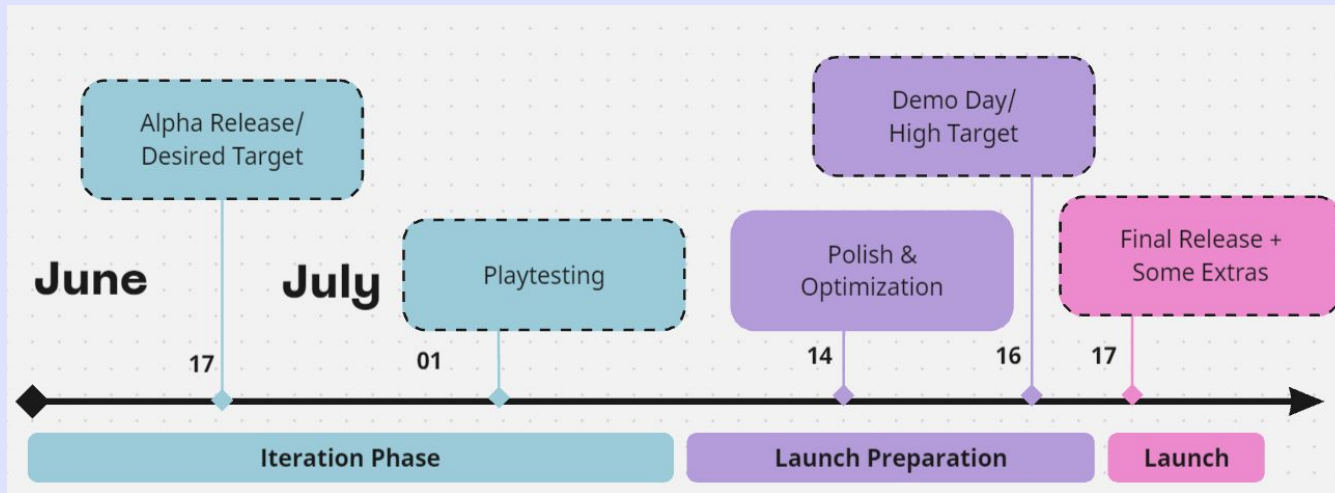 June
Alpha Release/
Desired Target
17
July
Playtesting
01
Polish &
Optimization
14
Demo Day/
High Target
16
Final Release +
Some Extras
17
Iteration Phase
Launch Preparation
Launch